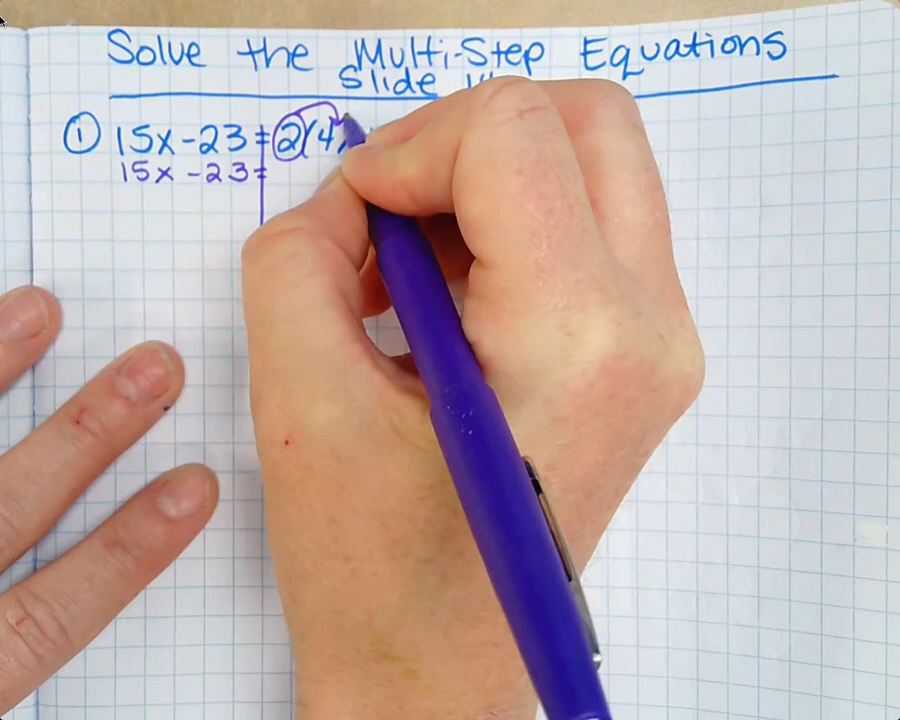 Solve the Multi-Step Equations
Slide
① 15x - 23 = 2(4
15x - 23 =